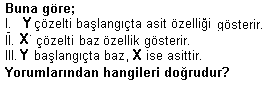 Buna göre;
I. Y çözelti başlangıçta asit özelliği gösterir.
II. X çözelti baz özellik gösterir.
III. Y başlangıçta baz, X ise asittir.
Yorumlarından hangileri doğrudur?